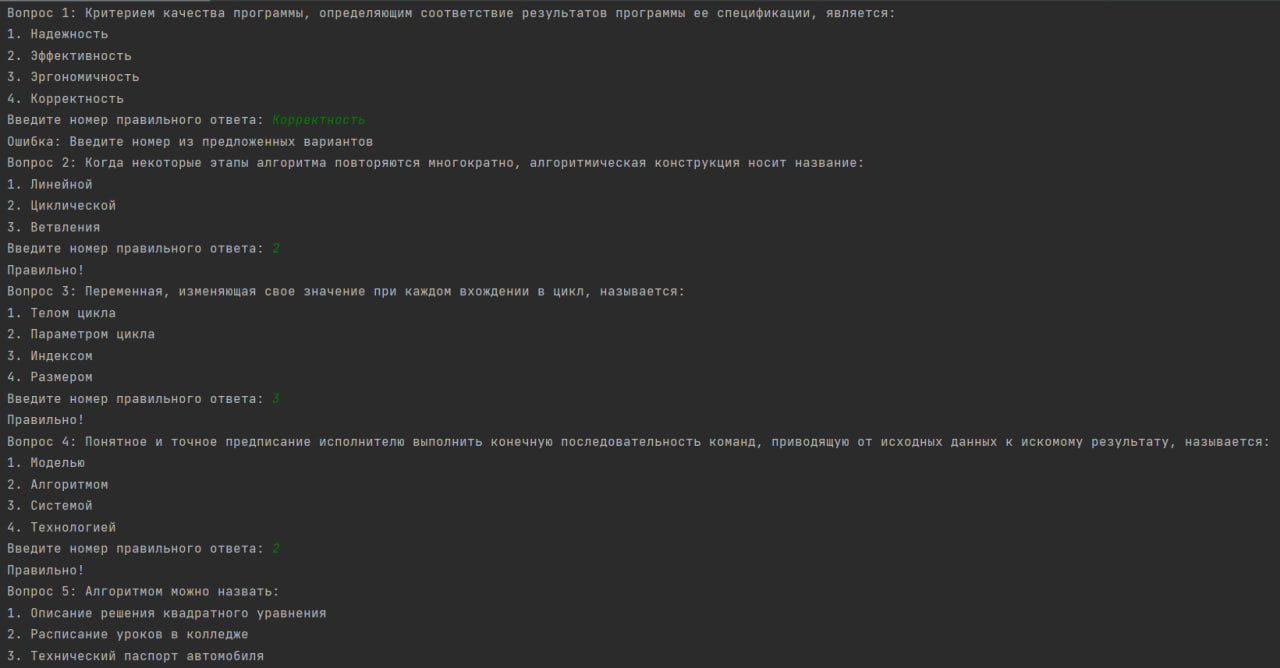 Вопрос 1: Критерием качества программы, определяющим соответствие результатов программы ее спецификации, является:
1. Надежность
2. Эффективность
3. Эргономичность
4. Корректность
Введите номер правильного ответа: Корректность
Ошибка: Введите номер из предложенных вариантов
Вопрос 2: Когда некоторые этапы алгоритма повторяются многократно, алгоритмическая конструкция носит название:
1. Линейной
2. Циклической
3. Ветвления
Введите номер правильного ответа: 2
Правильно!
Вопрос 3: Переменная, изменяющая свое значение при каждом вхождении в цикл, называется:
1. Телом цикла
2. Параметром цикла
3. Индексом
4. Размером
Введите номер правильного ответа: 3
Правильно!
Вопрос 4: Понятное и точное предписание исполнителю выполнить конечную последовательность команд, приводящую от исходных данных к искомому результату, называется:
1. Моделью
2. Алгоритмом
3. Системой
4. Технологией
Введите номер правильного ответа: 2
Правильно!
Вопрос 5: Алгоритмом можно назвать:
1. Описание решения квадратного уравнения
2. Расписание уроков в колледже
3. Технический паспорт автомобиля